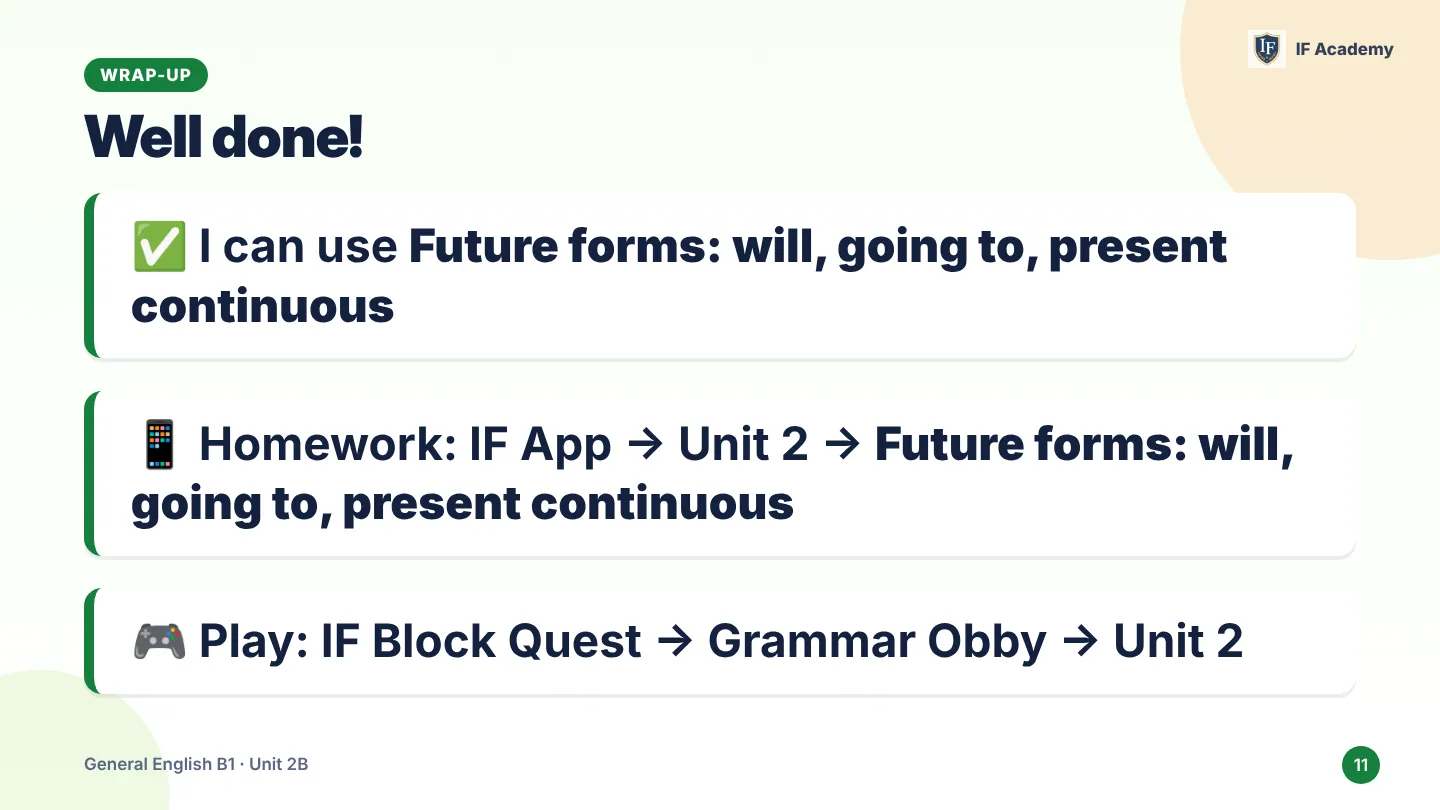 IF Academy
WRAP-UP
Well done!
✅ I can use Future forms: will, going to, present
continuous
📱 Homework: IF App → Unit 2 → Future forms: will,
going to, present continuous
🎮 Play: IF Block Quest → Grammar Obby → Unit 2
General English B1 · Unit 2B
11